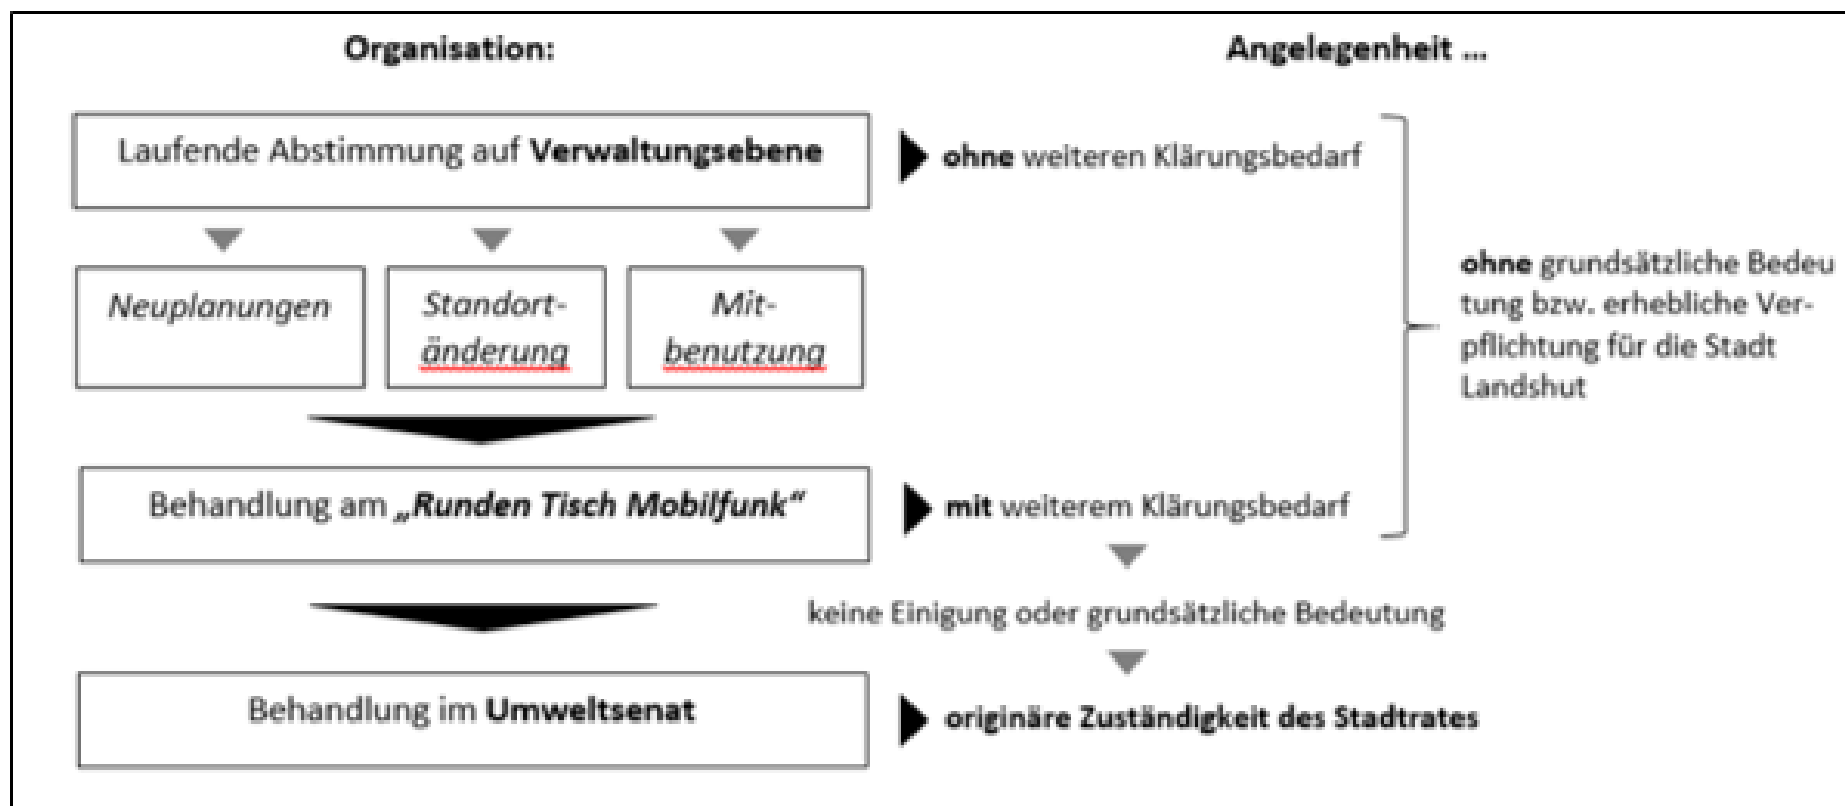 Organisation:
Angelegenheit ...
Laufende Abstimmung auf Verwaltungsebene
ohne weiteren Klärungsbedarf
Neuplanungen
Standort-
änderung
Mit-
benutzung
ohne grundsätzliche Bedeu
tung bzw. erhebliche Ver-
pflichtung für die Stadt
Landshut
Behandlung am „Runden Tisch Mobilfunk“
mit weiterem Klärungsbedarf
keine Einigung oder grundsätzliche Bedeutung
Behandlung im Umweltsenat
originäre Zuständigkeit des Stadtrates